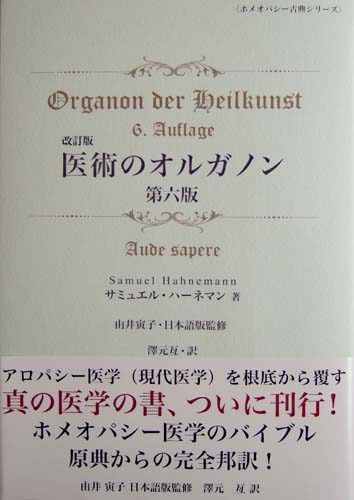 〈ホメオパシー古典シリーズ〉
Organon der Heilkunst
6. Auflage
改訂版
医術のオルガノン
第六版
Aude sapere
Samuel Hahnemann
サミュエル・ハーネマン 著
由井寅子・日本語版監修
澤元亙・訳
アロパシー医学（現代医学）を根底から覆す
真の医学の書、ついに刊行！
ホメオパシー医学のバイブル
原典からの完全邦訳！
由井 寅子 日本語版監修 澤元 亙 訳